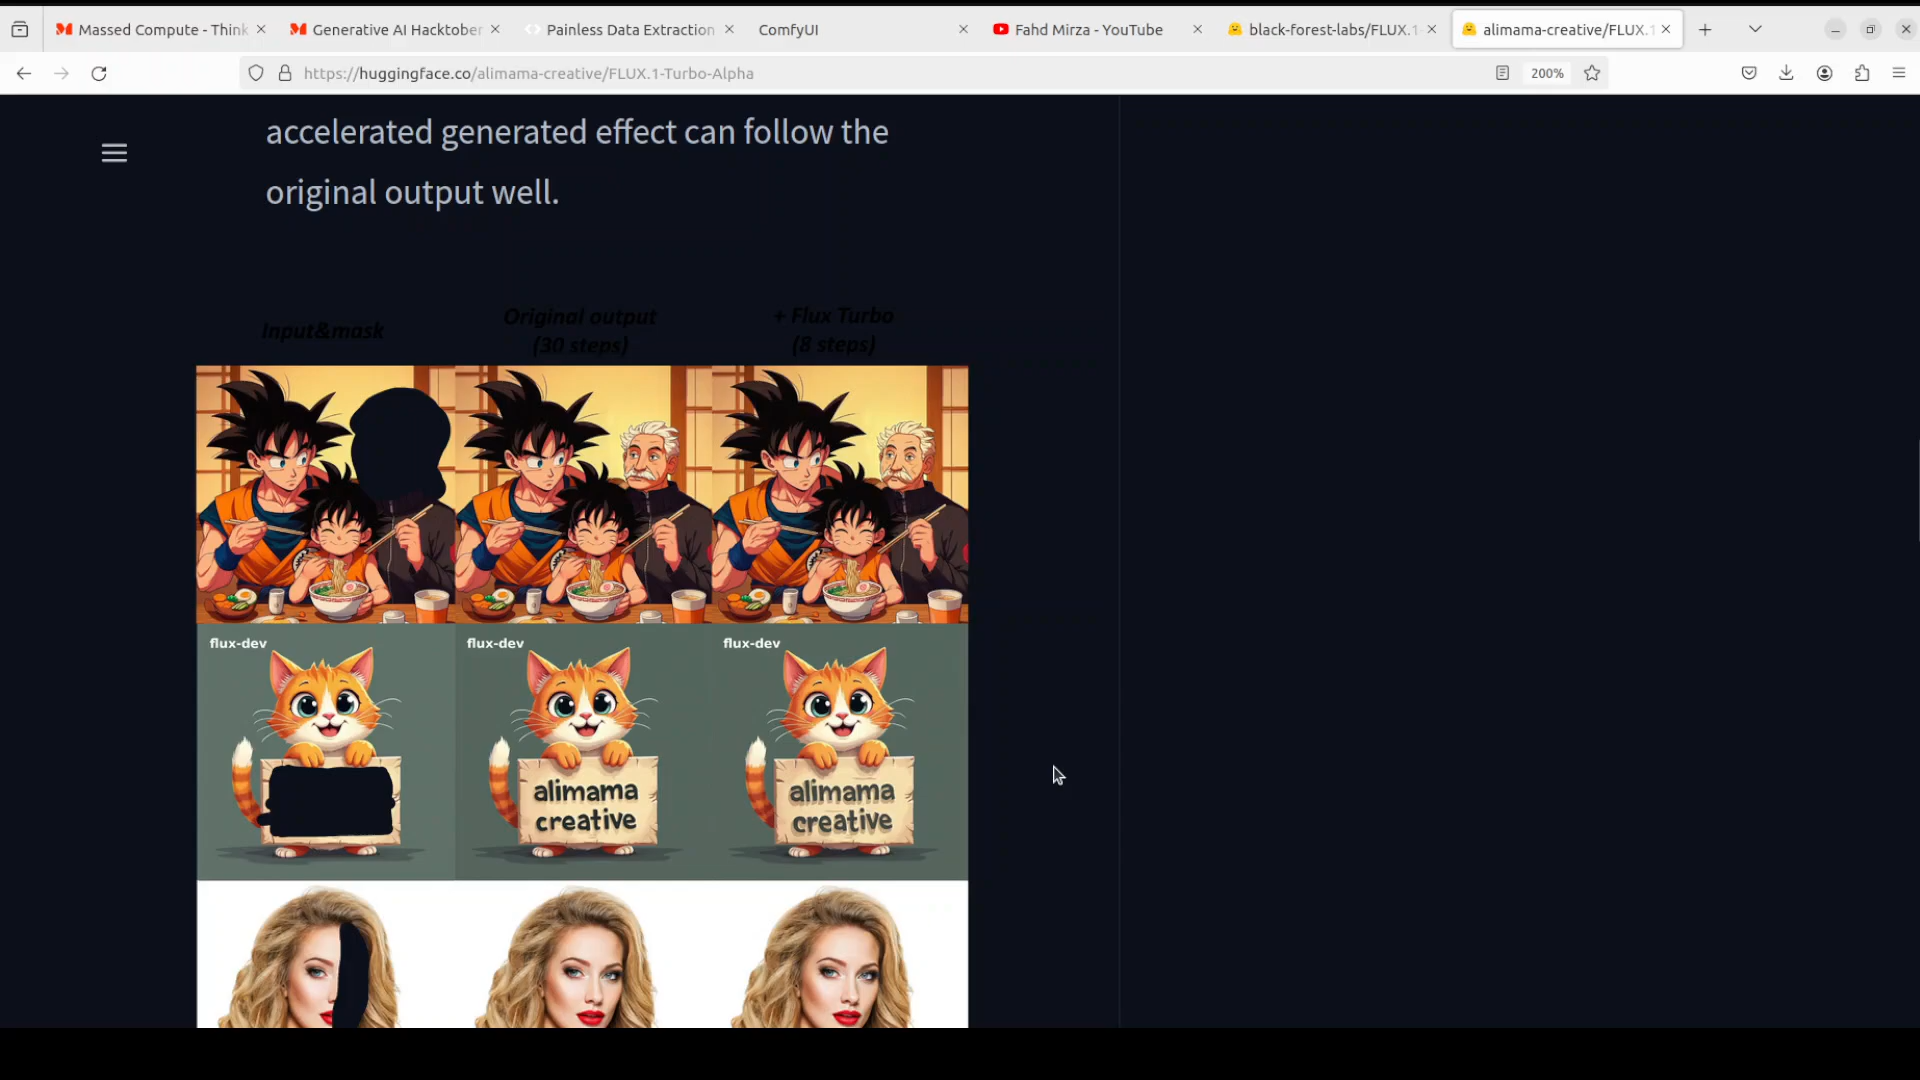 Massed Compute - Think
Generative AI Hacktober
Painless Data Extraction
ComfyUI
Fahd Mirza - YouTube
black-forest-labs/FLUX.1-
alimama-creative/FLUX.1
https://huggingface.co/alimama-creative/FLUX.1-Turbo-Alpha
200%
accelerated generated effect can follow the
original output well.
Input&mask
Original output
(30 steps)
+ Flux Turbo
(8 steps)
flux-dev
flux-dev
flux-dev
alimama
creative
alimama
creative